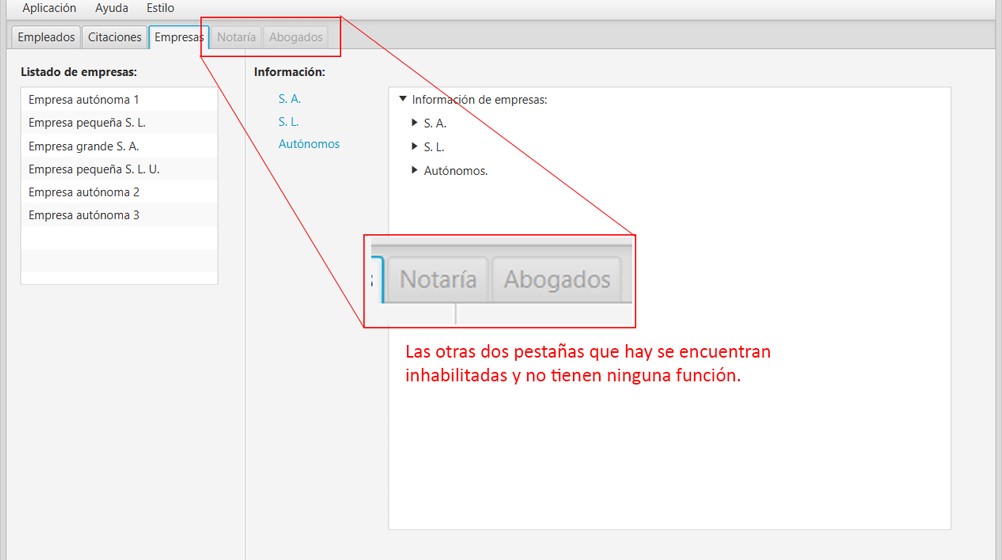 Aplicación Ayuda Estilo
Empleados Citaciones Empresas Notaría Abogados
Listado de empresas:
Empresa autónoma 1
Empresa pequeña S. L.
Empresa grande S. A.
Empresa pequeña S. L. U.
Empresa autónoma 2
Empresa autónoma 3
Información:
S. A.
S. L.
Autónomos
Información de empresas:
S. A.
S. L.
Autónomos.
Notaría Abogados
Las otras dos pestañas que hay se encuentran
inhabilitadas y no tienen ninguna función.